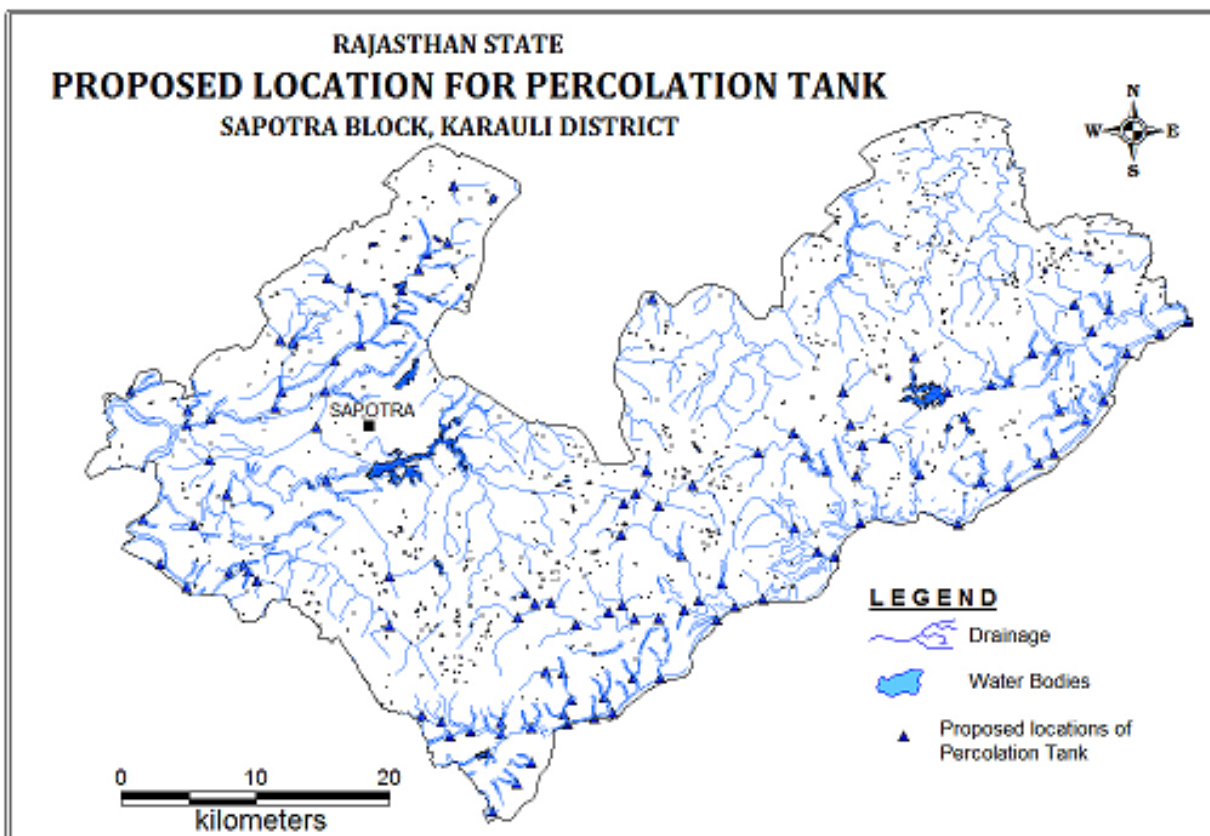 RAJASTHAN STATE
PROPOSED LOCATION FOR PERCOLATION TANK
SAPOTRA BLOCK, KARAULI DISTRICT
N
W E
S
SAPOTRA
LEGEND
Drainage
Water Bodies
Proposed locations of
Percolation Tank
0 10 20
kilometers